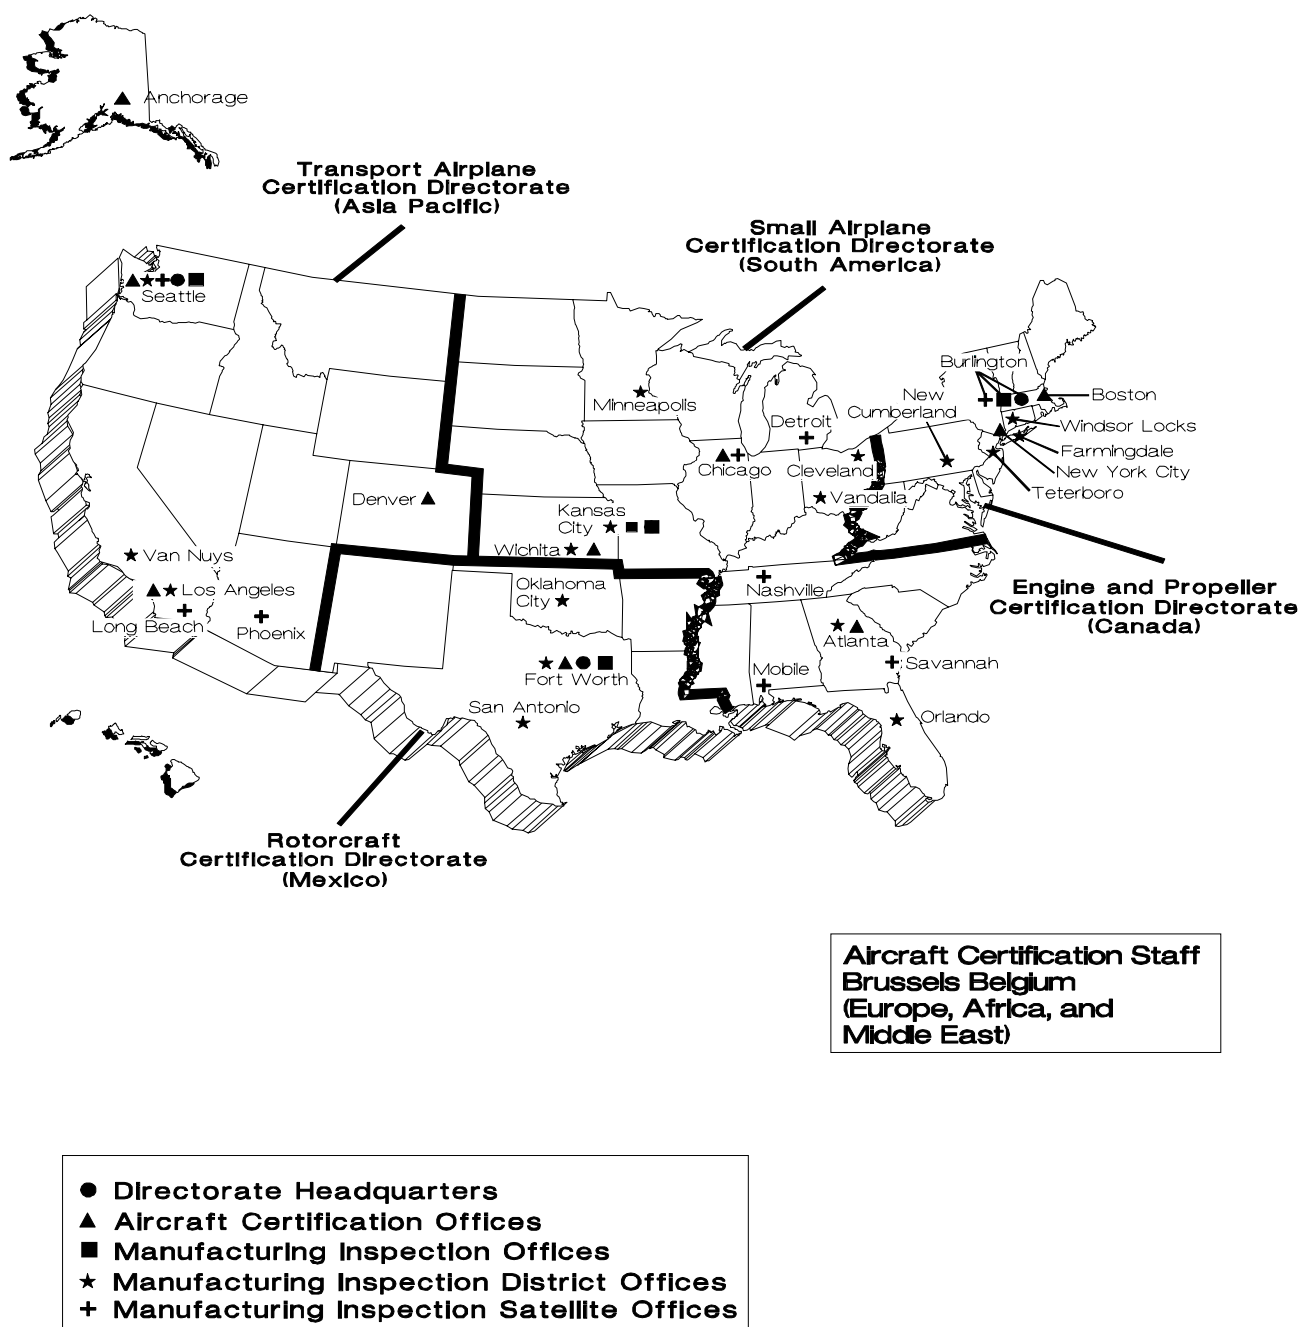 Anchorage
Transport Airplane
Certification Directorate
(Asia Pacific)
Small Airplane
Certification Directorate
(South America)
Seattle
Burlington
Boston
New
Cumberland
Minneapolis
Detroit
Windsor Locks
Farmingdale
New York City
Teterboro
Chicago
Cleveland
Denver
Vandalia
Kansas
City
Wichita
Van Nuys
Los Angeles
Long Beach
Phoenix
Oklahoma
City
Nashville
Engine and Propeller
Certification Directorate
(Canada)
Atlanta
Savannah
Mobile
Fort Worth
San Antonio
Orlando
Rotorcraft
Certification Directorate
(Mexico)
Aircraft Certification Staff
Brussels Belgium
(Europe, Africa, and
Middle East)
Directorate Headquarters
Aircraft Certification Offices
Manufacturing Inspection Offices
Manufacturing Inspection District Offices
Manufacturing Inspection Satellite Offices